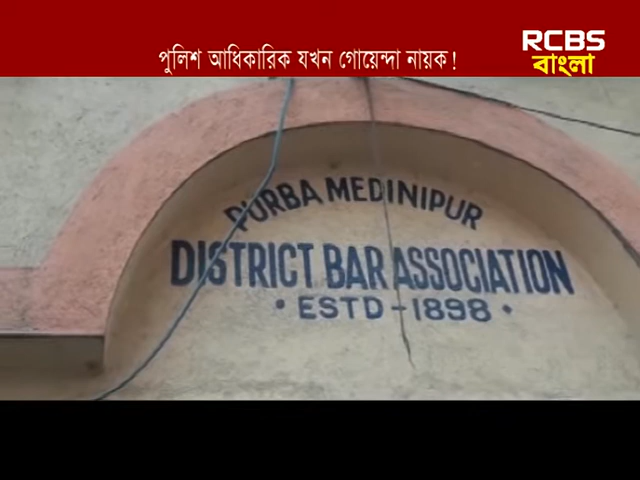 পুলিশ আধিকারিক যখন গোয়েন্দা নায়ক!
RCBS
বাংলা
PURBA MEDINIPUR
DISTRICT BAR ASSOCIATION
• ESTD - 1898 •